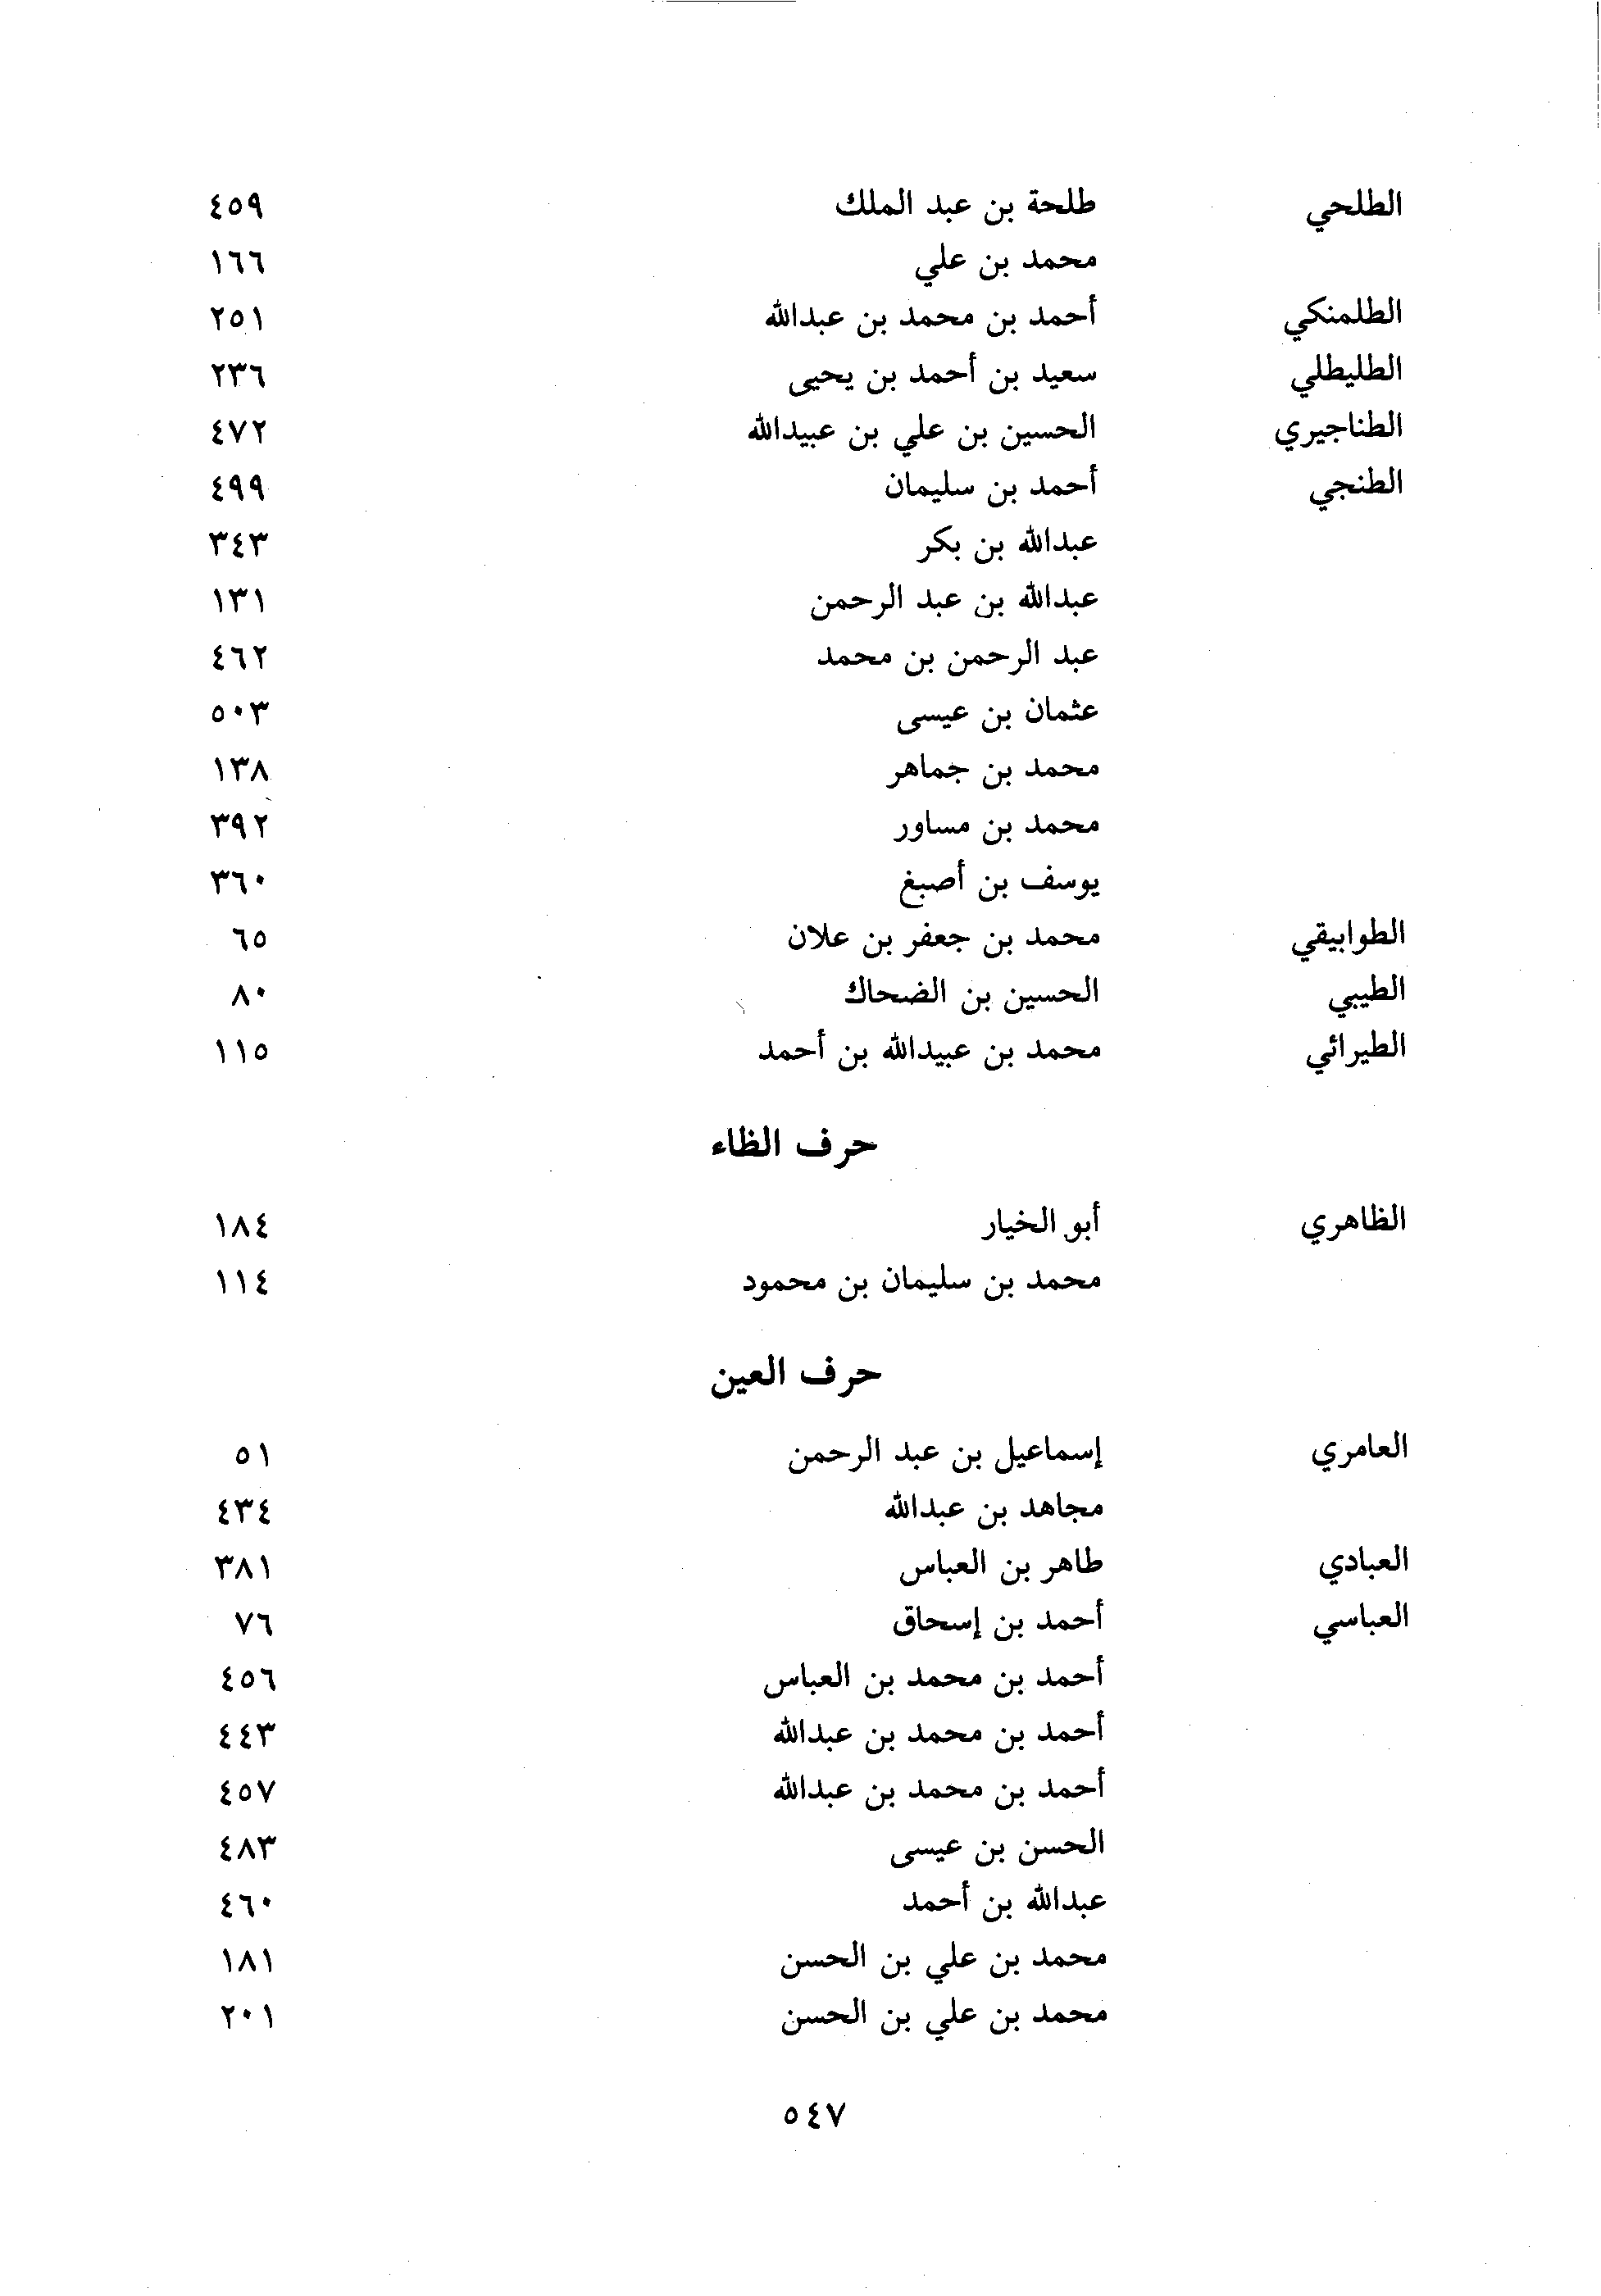 الطلحي طلحة بن عبد الملك ٤٥٩
محمد بن علي ١٦٦
الطلمنكي أحمد بن محمد بن عبدالله ٢٥١
الطليطلي سعيد بن أحمد بن يحيى ٢٣٦
الطناجيري الحسين بن علي بن عبيدالله ٤٧٢
الطنجي أحمد بن سليمان ٤٩٩
عبدالله بن بكر ٣٤٣
عبدالله بن عبد الرحمن ١٣١
عبد الرحمن بن محمد ٤٦٢
عثمان بن عيسى ٥٠٣
محمد بن جماهر ١٣٨
محمد بن مساور ٣٩٢
يوسف بن أصبغ ٣٦٠
الطوابيقي محمد بن جعفر بن علان ٦٥
الطيبي الحسين بن الضحاك ٨٠
الطيرائي محمد بن عبيدالله بن أحمد ١١٥
حرف الظاء
الظاهري أبو الخيار ١٨٤
محمد بن سليمان بن محمود ١١٤
حرف العين
العامري إسماعيل بن عبد الرحمن ٥١
مجاهد بن عبدالله ٤٣٤
العبادي طاهر بن العباس ٣٨١
العباسي أحمد بن إسحاق ٧٦
أحمد بن محمد بن العباس ٤٥٦
أحمد بن محمد بن عبدالله ٤٤٣
أحمد بن محمد بن عبدالله ٤٥٧
الحسن بن عيسى ٤٨٣
عبدالله بن أحمد ٤٦٠
محمد بن علي بن الحسن ١٨١
محمد بن علي بن الحسن ٢٠١
٥٤٧